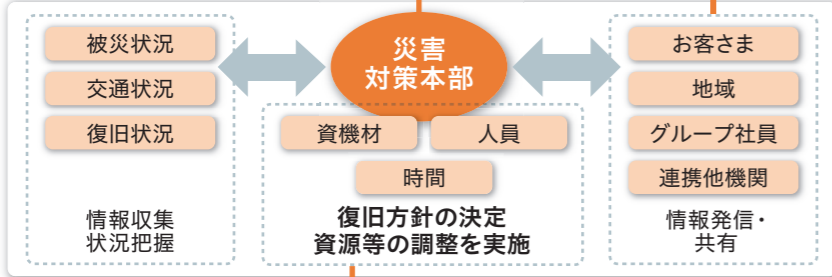 被災状況
交通状況
復旧状況
情報収集
状況把握
災害
対策本部
資機材
人員
時間
復旧方針の決定
資源等の調整を実施
お客さま
地域
グループ社員
連携他機関
情報発信・
共有